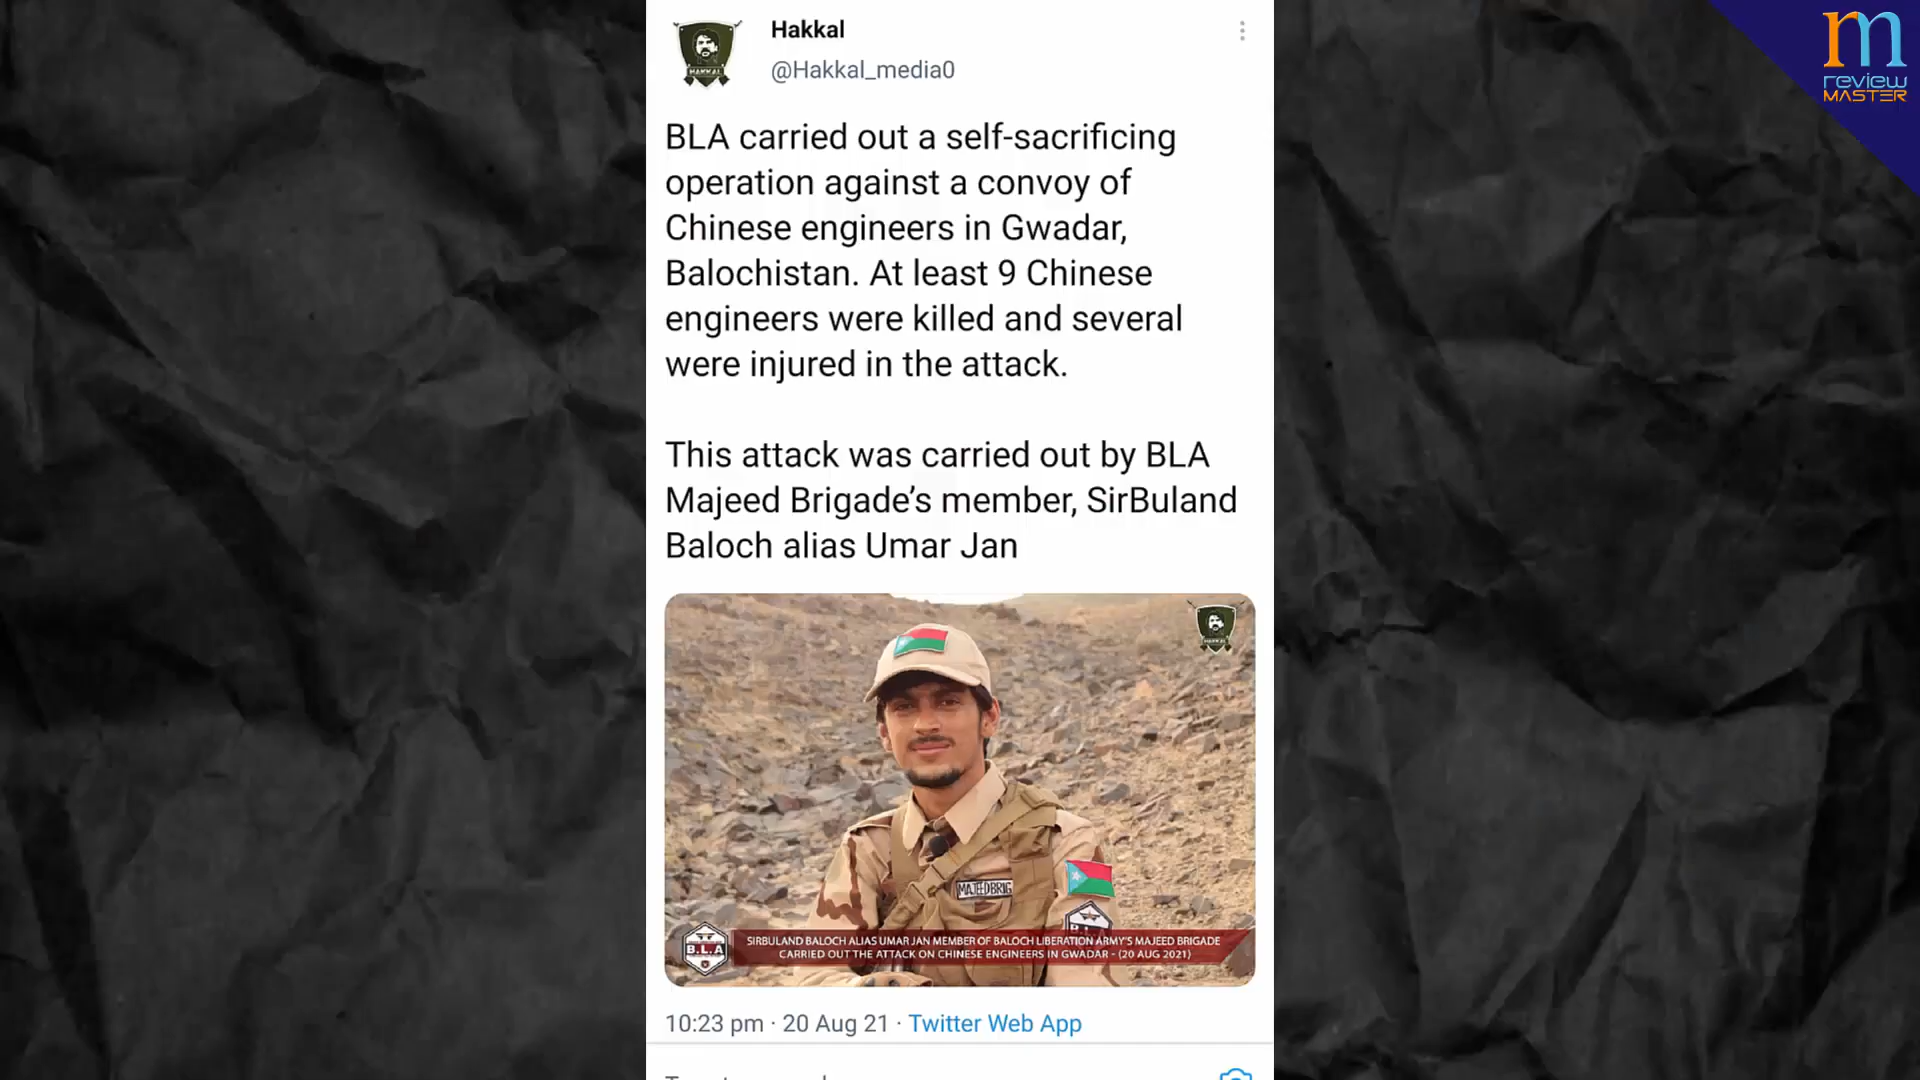 Hakkal
@Hakkal_media0
m
review
MASTER
BLA carried out a self-sacrificing
operation against a convoy of
Chinese engineers in Gwadar,
Balochistan. At least 9 Chinese
engineers were killed and several
were injured in the attack.
This attack was carried out by BLA
Majeed Brigade’s member, SirBuland
Baloch alias Umar Jan
HAKKAL
MAJEEDBRIG
B.L.A
B.L.A
SIRBULAND BALOCH ALIAS UMAR JAN MEMBER OF BALOCH LIBERATION ARMY'S MAJEED BRIGADE
CARRIED OUT THE ATTACK ON CHINESE ENGINEERS IN GWADAR - (20 AUG 2021)
10:23 pm · 20 Aug 21 · Twitter Web App